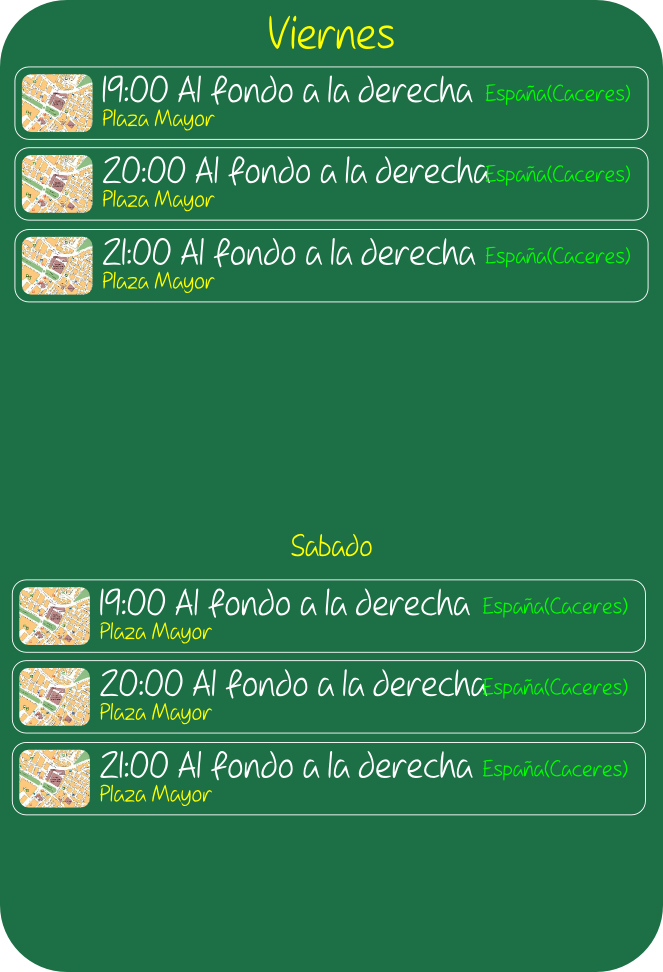 Viernes
19:00 Al fondo a la derecha España(Caceres)
Plaza Mayor
20:00 Al fondo a la derecha España(Caceres)
Plaza Mayor
21:00 Al fondo a la derecha España(Caceres)
Plaza Mayor
Sabado
19:00 Al fondo a la derecha España(Caceres)
Plaza Mayor
20:00 Al fondo a la derecha España(Caceres)
Plaza Mayor
21:00 Al fondo a la derecha España(Caceres)
Plaza Mayor